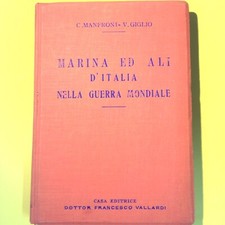 C. MANFRONI - V. GIGLIO
MARINA ED ALI
D'ITALIA
NELLA GUERRA MONDIALE
CASA EDITRICE
DOTTOR FRANCESCO VALLARDI